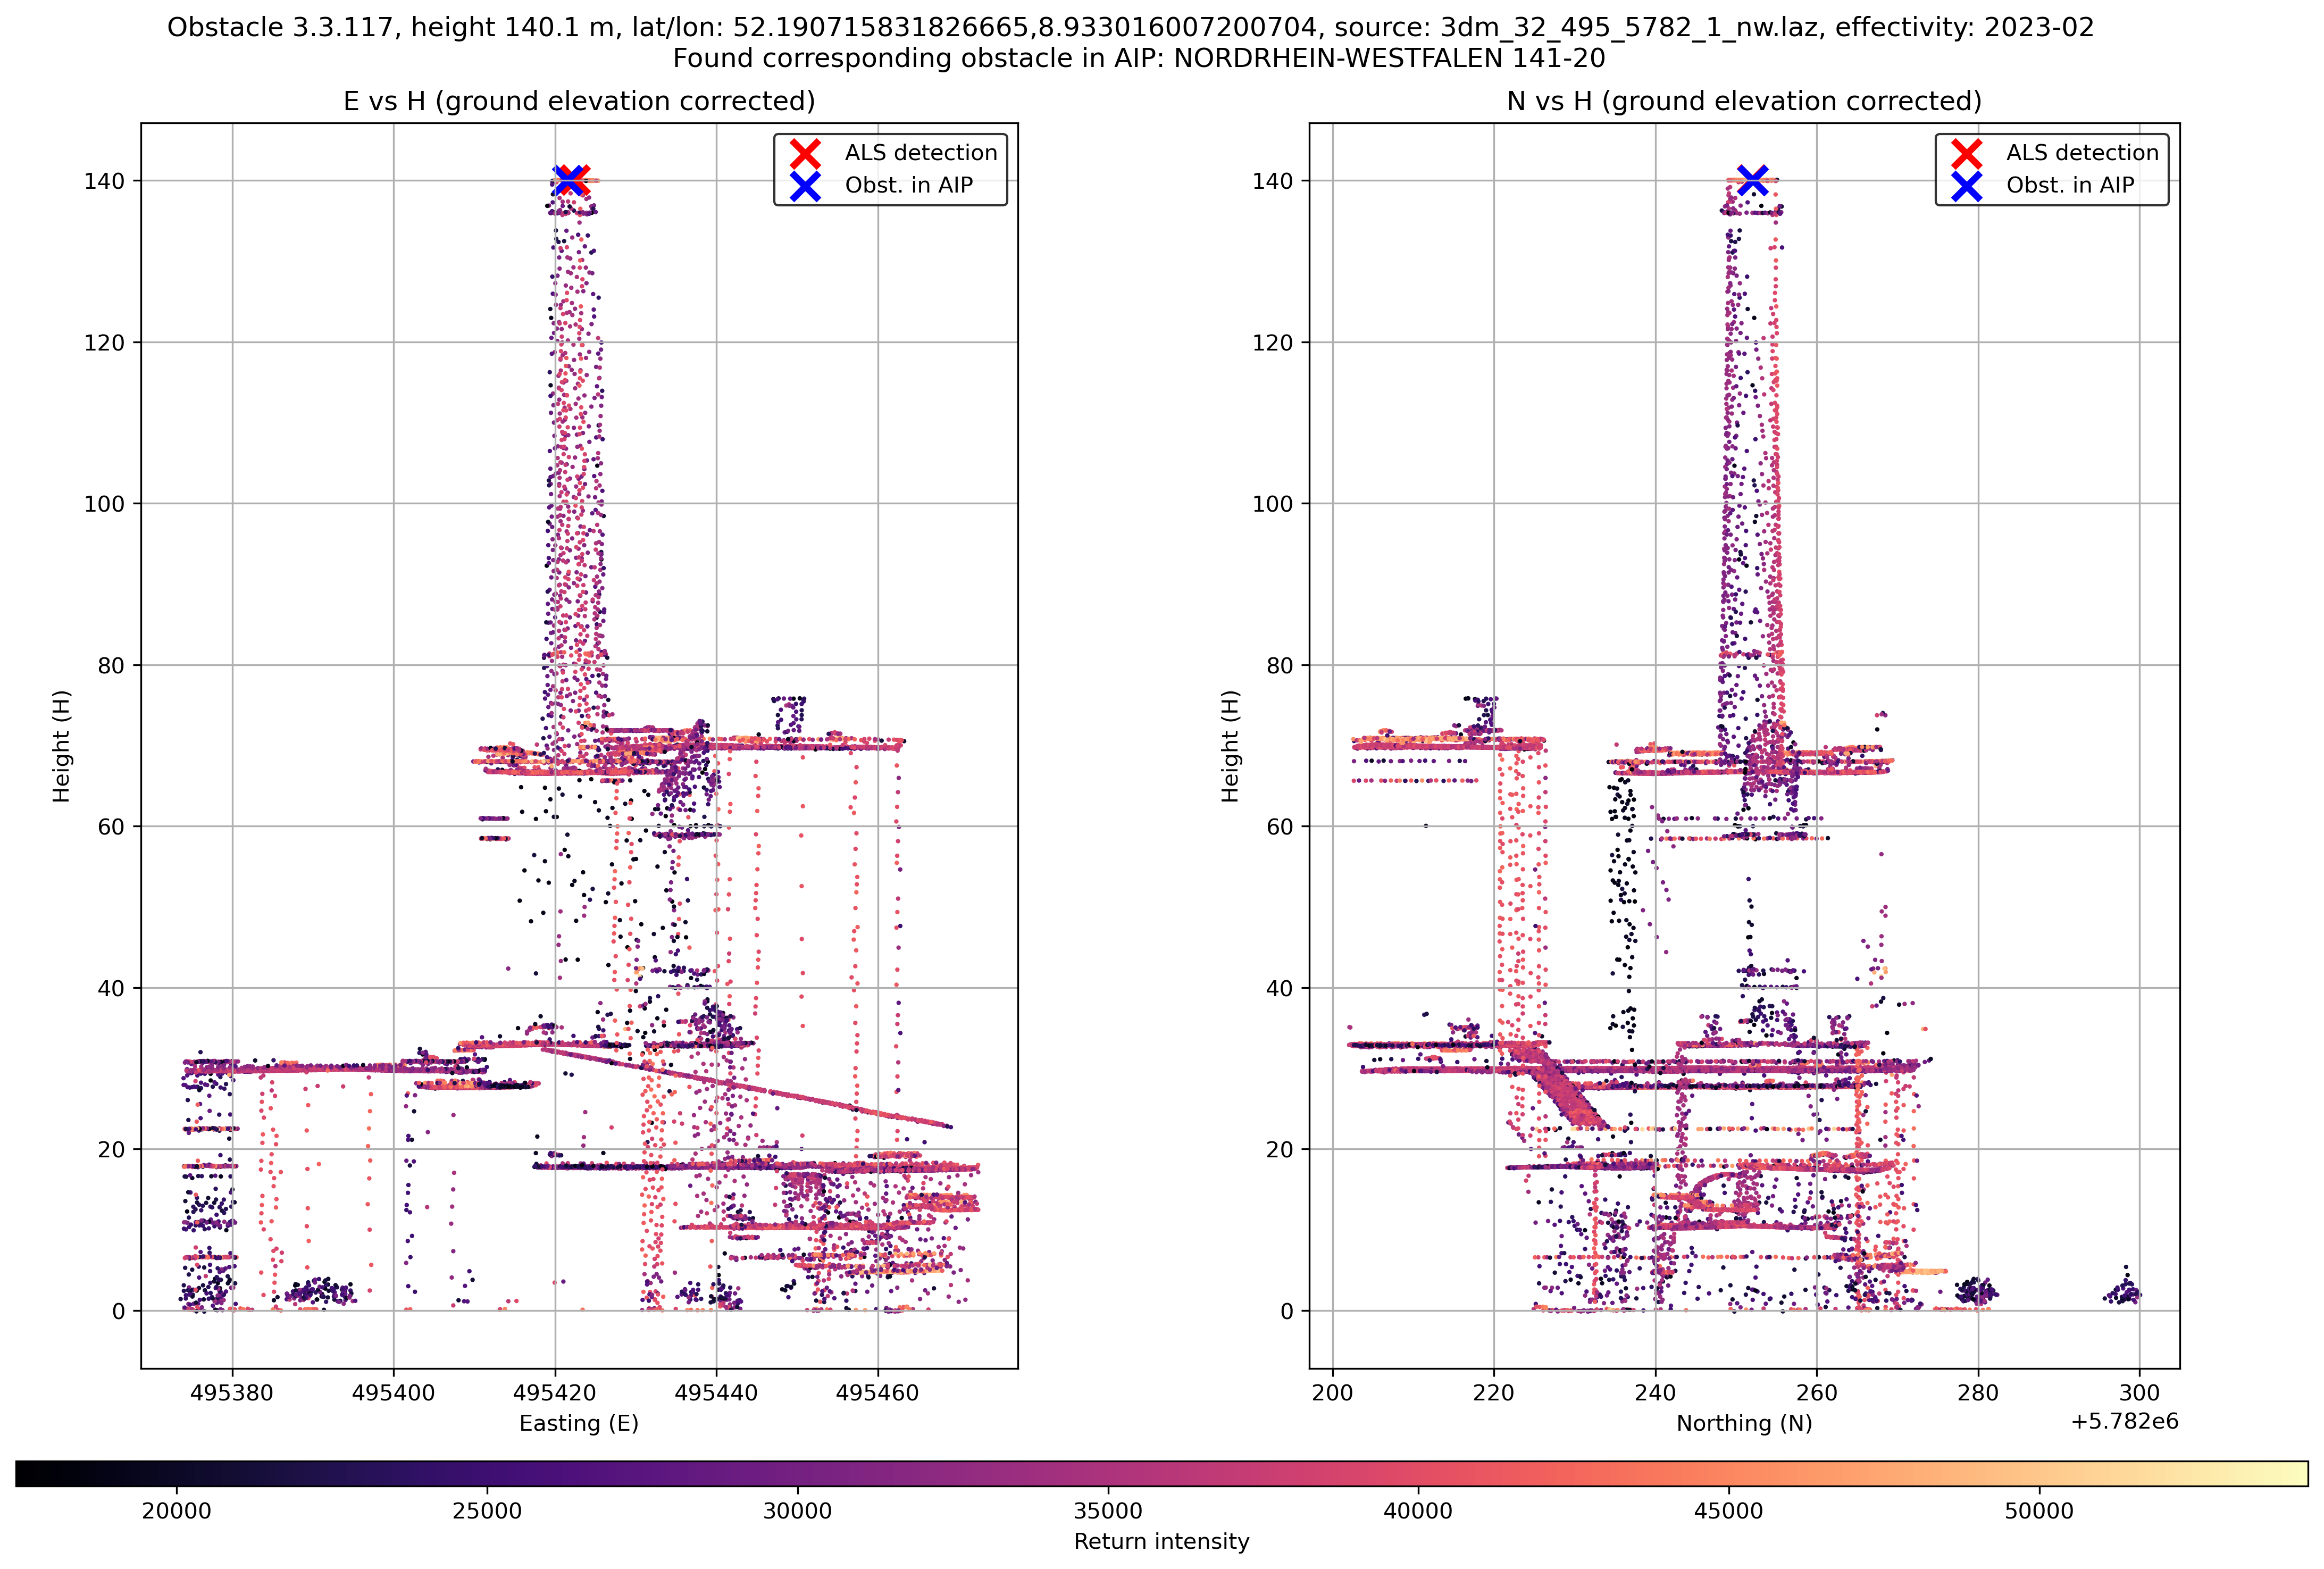 Obstacle 3.3.117, height 140.1 m, lat/lon: 52.190715831826665,8.933016007200704, source: 3dm_32_495_5782_1_nw.laz, effectivity: 2023-02
Found corresponding obstacle in AIP: NORDRHEIN-WESTFALEN 141-20
E vs H (ground elevation corrected)
ALS detection
Obst. in AIP
140
120
100
80
60
40
20
0
Height (H)
495380 495400 495420 495440 495460
Easting (E)
N vs H (ground elevation corrected)
ALS detection
Obst. in AIP
140
120
100
80
60
40
20
0
Height (H)
200 220 240 260 280 300
Northing (N)
+5.782e6
20000 25000 30000 35000 40000 45000 50000
Return intensity